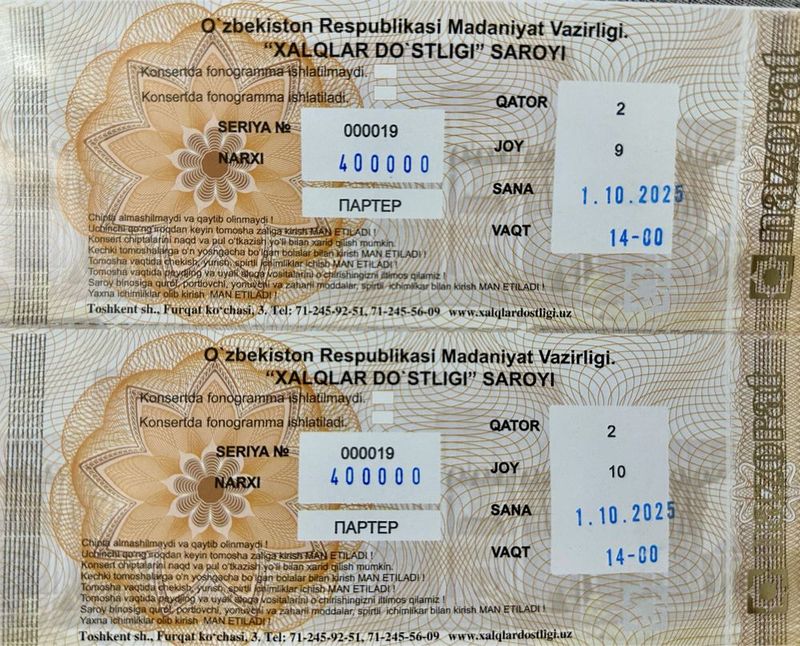 O`zbekiston Respublikasi Madaniyat Vazirligi.
"XALQLAR DO`STLIGI" SAROYI
Konsertda fonogramma ishlatilmaydi.
Konsertda fonogramma ishlatiladi.
SERIYA № 000019
NARXI 400000
ПАРТЕР
QATOR 2
JOY 9
SANA 1.10.2025
VAQT 14-00
Chipta almashilmaydi va qaytib olinmaydi !
Uchinchi qo'ng'iroqdan keyin tomosha zaliga kirish MAN ETILADI !
Konsert chiptalarini naqd va pul o'tkazish yo'li bilan xarid qilish mumkin.
Kechki tomoshalarga o'n yoshgacha bo'lgan bolalar bilan kirish MAN ETILADI !
Tomosha vaqtida chekish, yurish, spirtli ichimliklar ichish MAN ETILADI !
Tomosha vaqtida peydjing va uyali aloqa vositalarini o'chirishingizni iltimos qilamiz !
Saroy binosiga qurol, portlovchi, yonuvchi va zaharli moddalar, spirtli ichimliklar bilan kirish MAN ETILADI !
Yaxna ichimliklar olib kirish MAN ETILADI !
Toshkent sh., Furqat ko'chasi, 3. Tel: 71-245-92-51, 71-245-56-09 www.xalqlardostligi.uz
nazorat
O`zbekiston Respublikasi Madaniyat Vazirligi.
"XALQLAR DO`STLIGI" SAROYI
Konsertda fonogramma ishlatilmaydi.
Konsertda fonogramma ishlatiladi.
SERIYA № 000019
NARXI 400000
ПАРТЕР
QATOR 2
JOY 10
SANA 1.10.2025
VAQT 14-00
Chipta almashilmaydi va qaytib olinmaydi !
Uchinchi qo'ng'iroqdan keyin tomosha zaliga kirish MAN ETILADI !
Konsert chiptalarini naqd va pul o'tkazish yo'li bilan xarid qilish mumkin.
Kechki tomoshalarga o'n yoshgacha bo'lgan bolalar bilan kirish MAN ETILADI !
Tomosha vaqtida chekish, yurish, spirtli ichimliklar ichish MAN ETILADI !
Tomosha vaqtida peydjing va uyali aloqa vositalarini o'chirishingizni iltimos qilamiz !
Saroy binosiga qurol, portlovchi, yonuvchi va zaharli moddalar, spirtli ichimliklar bilan kirish MAN ETILADI !
Yaxna ichimliklar olib kirish MAN ETILADI !
Toshkent sh., Furqat ko'chasi, 3. Tel: 71-245-92-51, 71-245-56-09 www.xalqlardostligi.uz
nazorat